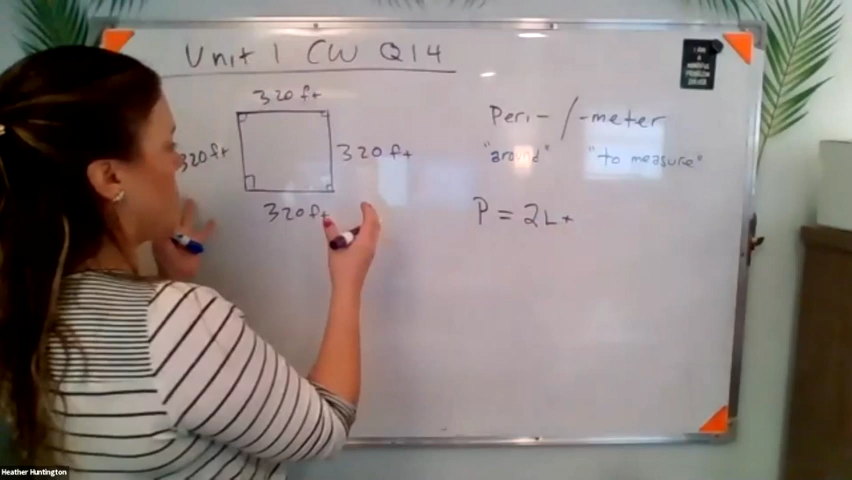 Unit 1 CW Q14
320 ft
320 ft
320 ft
320 ft
Peri- / -meter
"around" "to measure"
P = 2L +
Heather Huntington